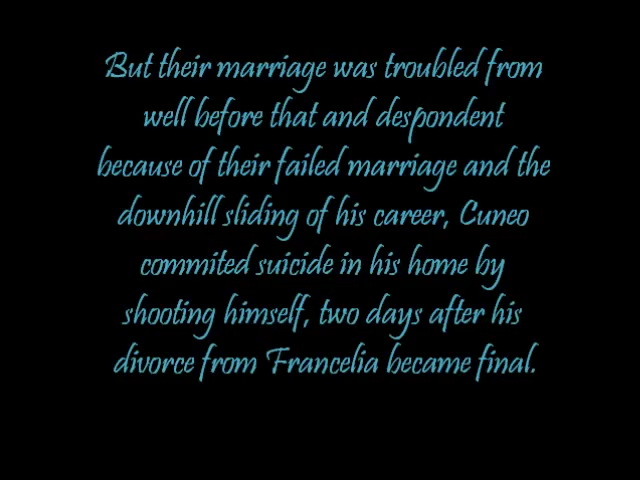 But their marriage was troubled from
well before that and despondent
because of their failed marriage and the
downhill sliding of his career, Cuneo
commited suicide in his home by
shooting himself, two days after his
divorce from Francelia became final.